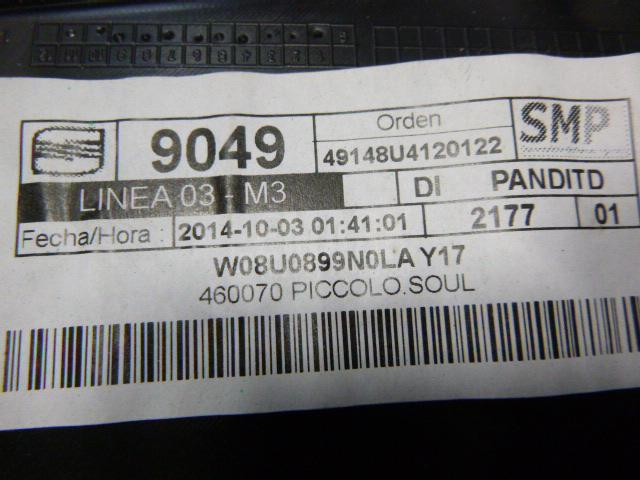 9049
Orden
49148U4120122
SMP
LINEA 03 - M3
DI PANDITD
Fecha/Hora : 2014-10-03 01:41:01
2177
01
W08U0899N0LA Y17
460070 PICCOLO.SOUL